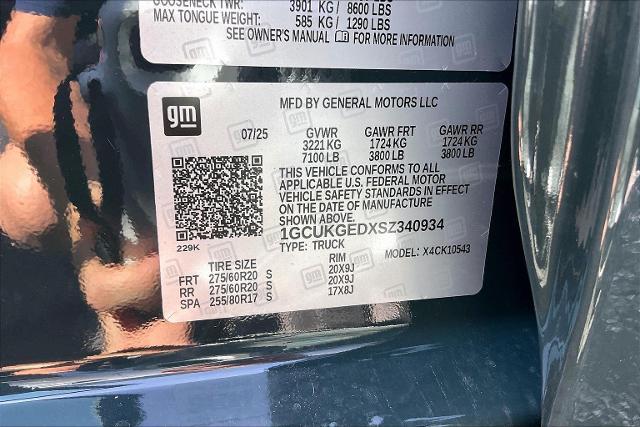 GOOSENECK TWR: 3901 KG / 8600 LBS
MAX TONGUE WEIGHT: 585 KG / 1290 LBS
SEE OWNER'S MANUAL FOR MORE INFORMATION
gm
MFD BY GENERAL MOTORS LLC
07/25 GVWR GAWR FRT GAWR RR
3221 KG 1724 KG 1724 KG
7100 LB 3800 LB 3800 LB
THIS VEHICLE CONFORMS TO ALL
APPLICABLE U.S. FEDERAL MOTOR
VEHICLE SAFETY STANDARDS IN EFFECT
ON THE DATE OF MANUFACTURE
SHOWN ABOVE.
229K
1GCUKGEDXSZ340934
TYPE: TRUCK MODEL: X4CK10543
TIRE SIZE RIM
FRT 275/60R20 S 20X9J
RR 275/60R20 S 20X9J
SPA 255/80R17 S 17X8J